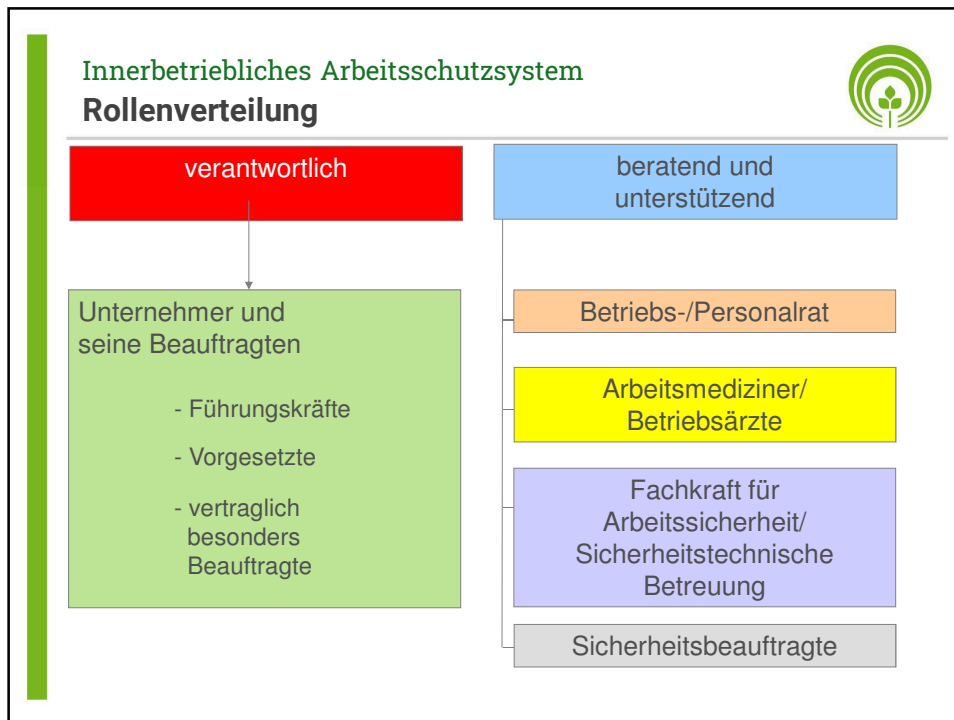 Innerbetriebliches Arbeitsschutzsystem
Rollenverteilung
verantwortlich
Unternehmer und
seine Beauftragten
- Führungskräfte
- Vorgesetzte
- vertraglich
besonders
Beauftragte
beratend und
unterstützend
Betriebs-/Personalrat
Arbeitsmediziner/
Betriebsärzte
Fachkraft für
Arbeitssicherheit/
Sicherheitstechnische
Betreuung
Sicherheitsbeauftragte